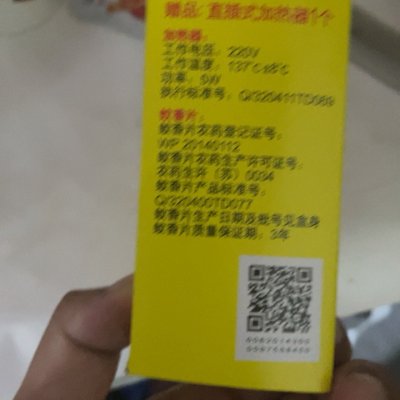 赠品：直插式加热器1个
加热器：
工作电压：220V
工作温度：137℃±8℃
功率：5W
执行标准号：Q/320411TD069
蚊香片：
蚊香片农药登记证号：
WP 20140112
蚊香片农药生产许可证号：
农药生许（苏）0034
蚊香片产品标准号：
Q/320400TD077
蚊香片生产日期及批号见盒身
蚊香片质量保证期：3年